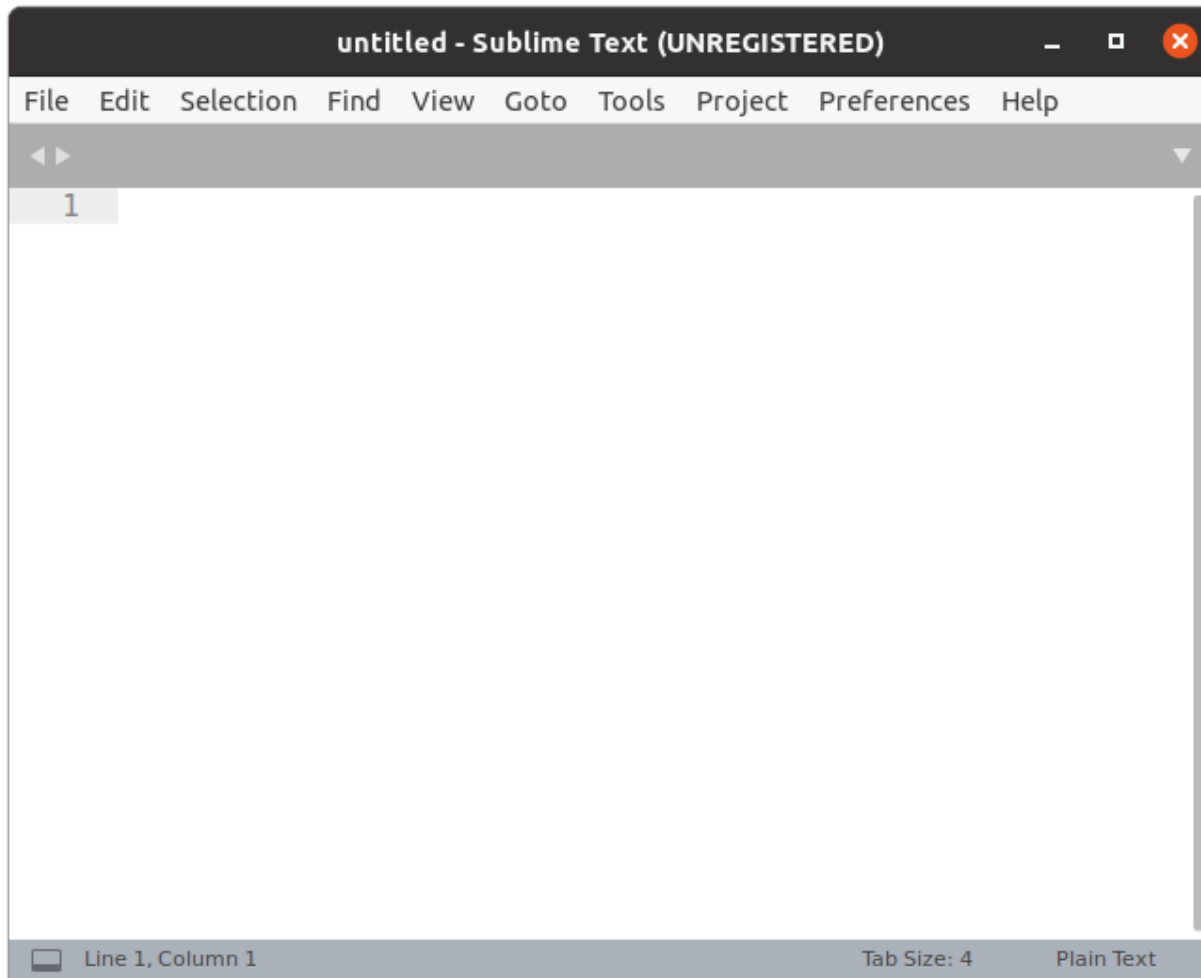 untitled - Sublime Text (UNREGISTERED)
File Edit Selection Find View Goto Tools Project Preferences Help
1
Line 1, Column 1 Tab Size: 4 Plain Text